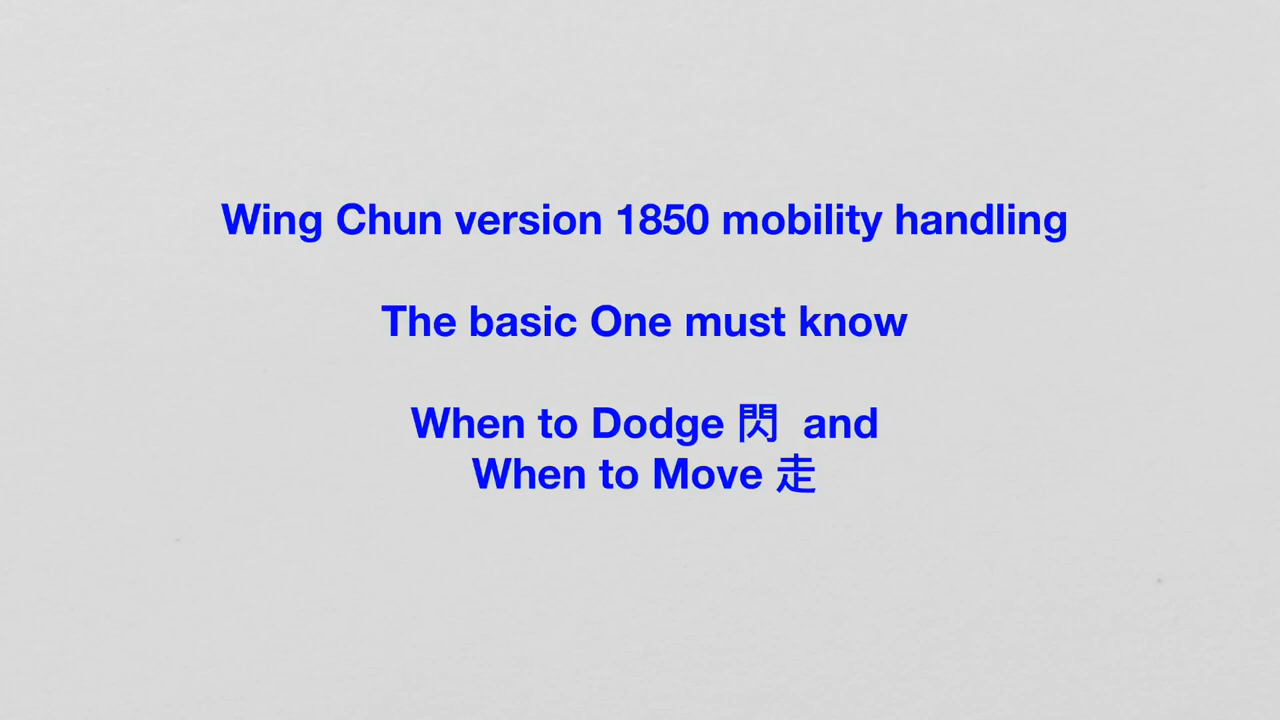 Wing Chun version 1850 mobility handling
The basic One must know
When to Dodge 閃 and
When to Move 走